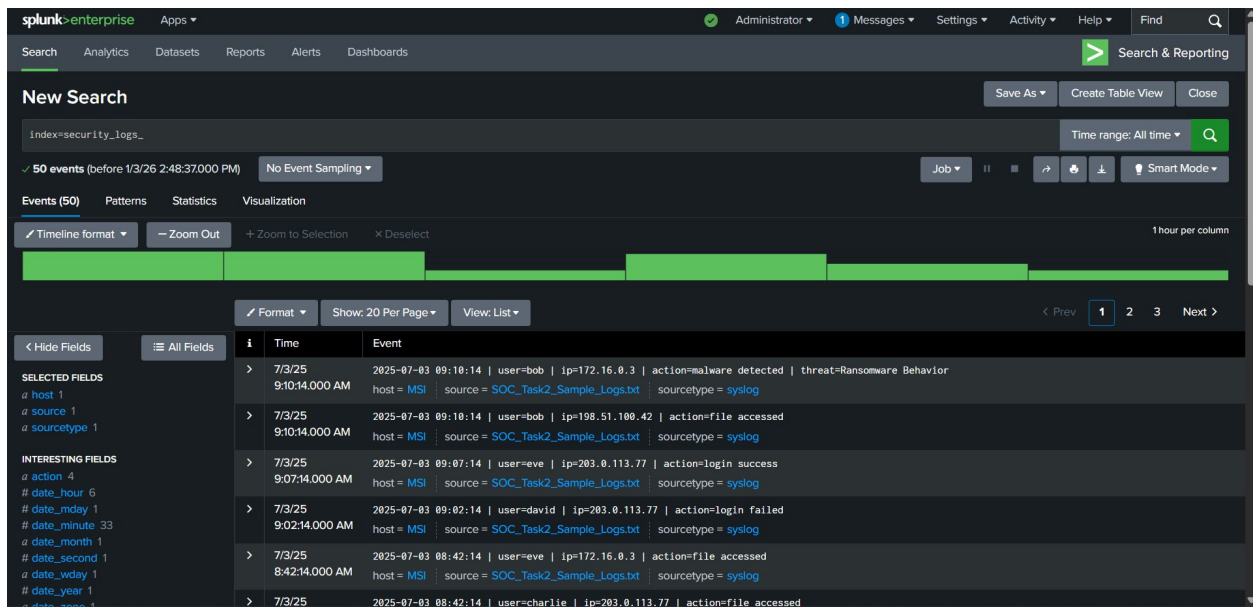 splunk>enterprise Apps Administrator 1 Messages Settings Activity Help Find
Search Analytics Datasets Reports Alerts Dashboards Search & Reporting
New Search Save As Create Table View Close
index=security_logs_ Time range: All time
50 events (before 1/3/26 2:48:37.000 PM) No Event Sampling Job Smart Mode
Events (50) Patterns Statistics Visualization
Timeline format Zoom Out + Zoom to Selection × Deselect 1 hour per column
Format Show: 20 Per Page View: List < Prev 1 2 3 Next >
< Hide Fields All Fields i Time Event
SELECTED FIELDS
a host 1
a source 1
a sourcetype 1
INTERESTING FIELDS
a action 4
# date_hour 6
# date_mday 1
# date_minute 33
a date_month 1
# date_second 1
a date_wday 1
# date_year 1
a date_zone 1
> 7/3/25 2025-07-03 09:10:14 | user=bob | ip=172.16.0.3 | action=malware detected | threat=Ransomware Behavior
9:10:14.000 AM host = MSI source = SOC_Task2_Sample_Logs.txt sourcetype = syslog
> 7/3/25 2025-07-03 09:10:14 | user=bob | ip=198.51.100.42 | action=file accessed
9:10:14.000 AM host = MSI source = SOC_Task2_Sample_Logs.txt sourcetype = syslog
> 7/3/25 2025-07-03 09:07:14 | user=eve | ip=203.0.113.77 | action=login success
9:07:14.000 AM host = MSI source = SOC_Task2_Sample_Logs.txt sourcetype = syslog
> 7/3/25 2025-07-03 09:02:14 | user=david | ip=203.0.113.77 | action=login failed
9:02:14.000 AM host = MSI source = SOC_Task2_Sample_Logs.txt sourcetype = syslog
> 7/3/25 2025-07-03 08:42:14 | user=eve | ip=172.16.0.3 | action=file accessed
8:42:14.000 AM host = MSI source = SOC_Task2_Sample_Logs.txt sourcetype = syslog
> 7/3/25 2025-07-03 08:42:14 | user=charlie | ip=203.0.113.77 | action=file accessed